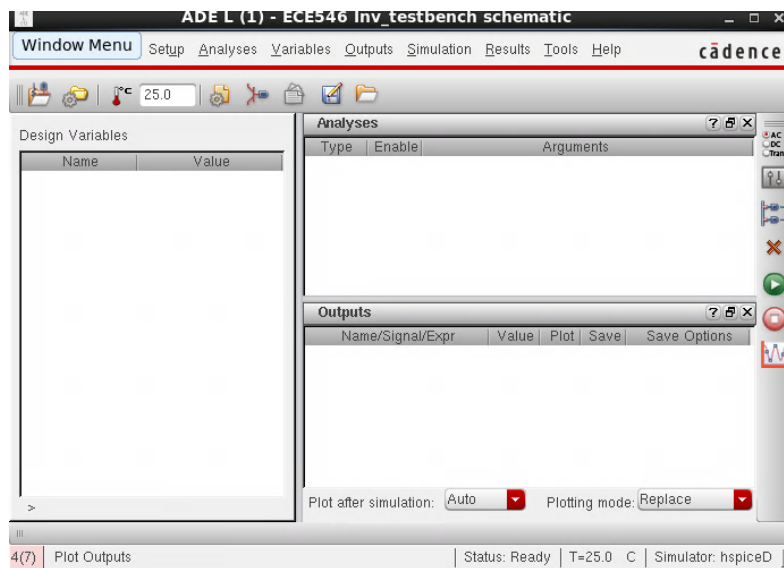 ADE L (1) - ECE546 Inv_testbench schematic
Window Menu Setup Analyses Variables Outputs Simulation Results Tools Help cādence
°C 25.0
Design Variables
Name Value
>
Analyses
Type Enable Arguments
Outputs
Name/Signal/Expr Value Plot Save Save Options
Plot after simulation: Auto Plotting mode: Replace
AC
DC
Tran
4(7) Plot Outputs Status: Ready T=25.0 C Simulator: hspiceD